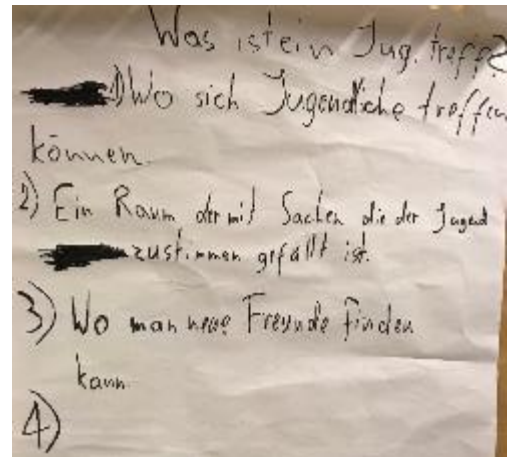 Was ist ein Jug. treff?
1) Wo sich Jugendliche treffen
können.
2) Ein Raum der mit Sachen die der Jugend
zustimmen gefällt ist.
3) Wo man neue Freunde finden
kann
4)